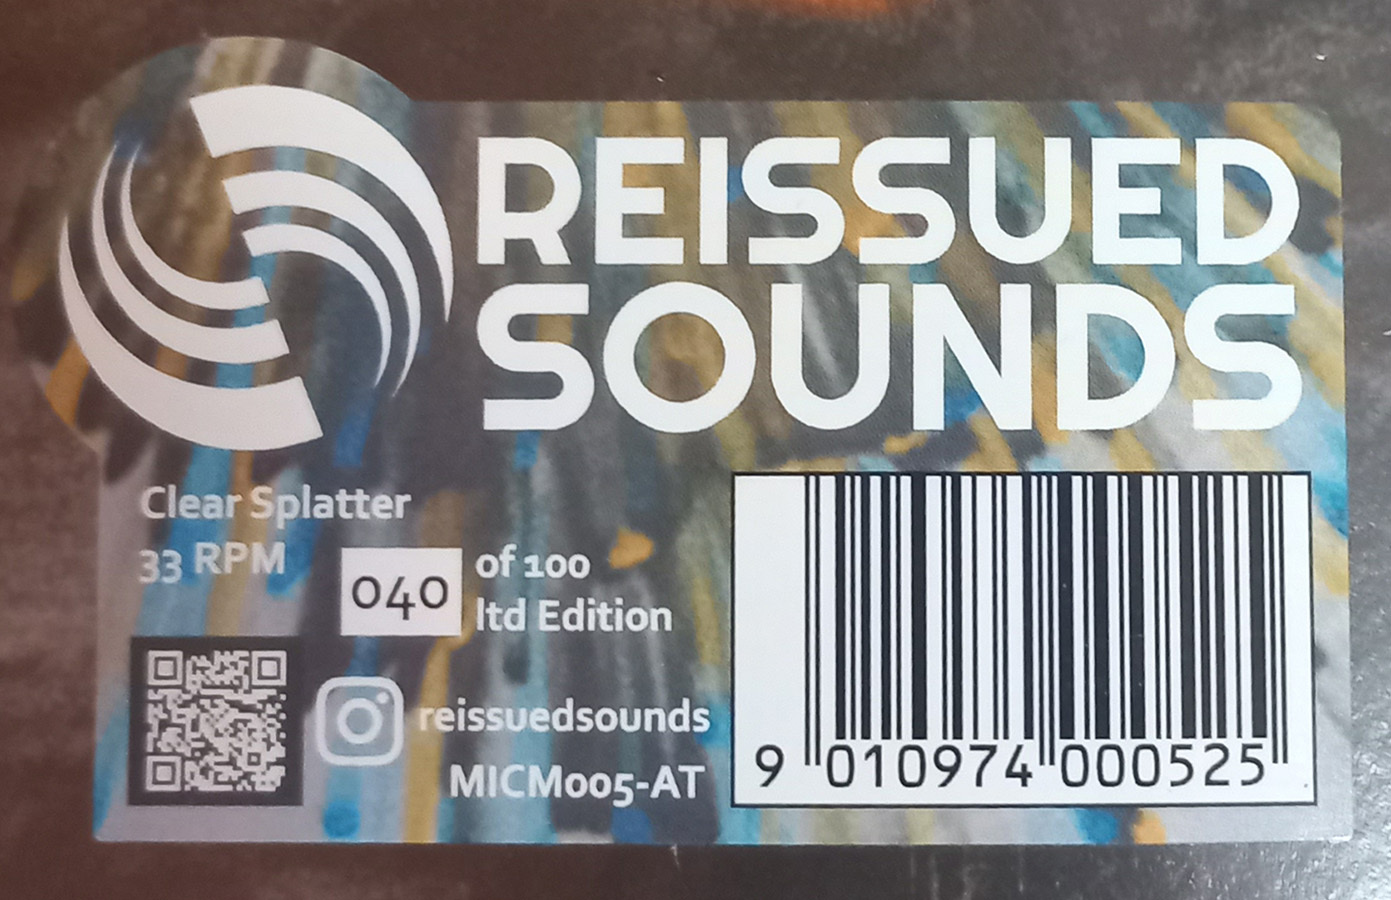 REISSUED
SOUNDS
Clear Splatter
33 RPM
040
of 100
ltd Edition
reissuedsounds
MICM005-AT
9 010974 000525